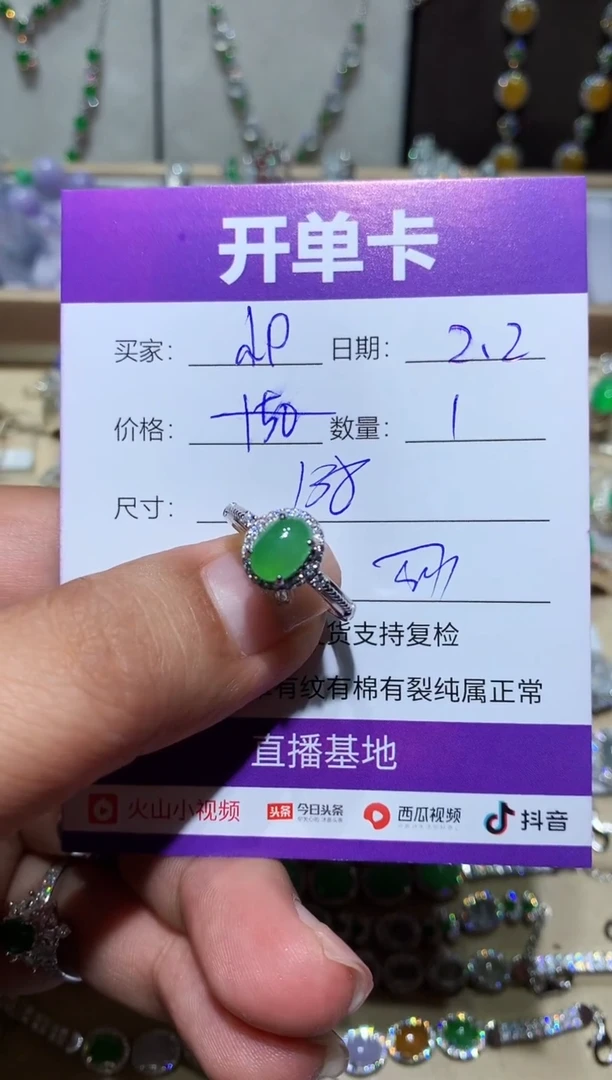 开单卡
买家: 日期: 2.2
价格: 150 数量: 1
尺寸: 138
货支持复检
有纹有棉有裂纯属正常
直播基地
火山小视频 头条 今日头条 西瓜视频 抖音